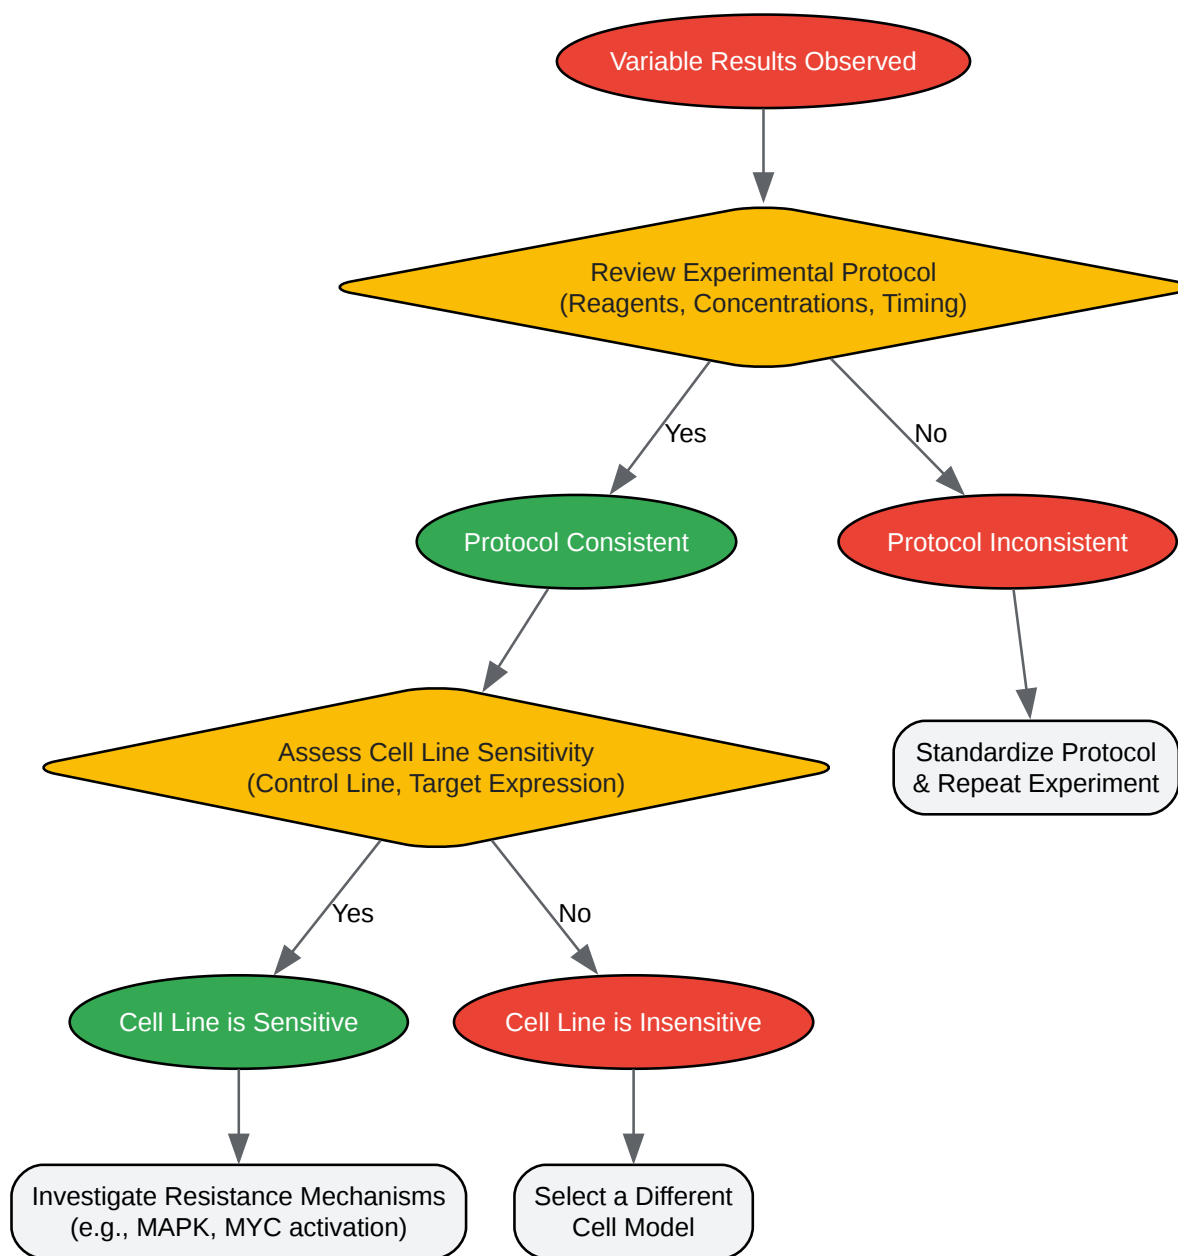 Variable Results Observed
Review Experimental Protocol
(Reagents, Concentrations, Timing)
Yes
No
Protocol Consistent
Protocol Inconsistent
Assess Cell Line Sensitivity
(Control Line, Target Expression)
Standardize Protocol
& Repeat Experiment
Yes
No
Cell Line is Sensitive
Cell Line is Insensitive
Investigate Resistance Mechanisms
(e.g., MAPK, MYC activation)
Select a Different
Cell Model